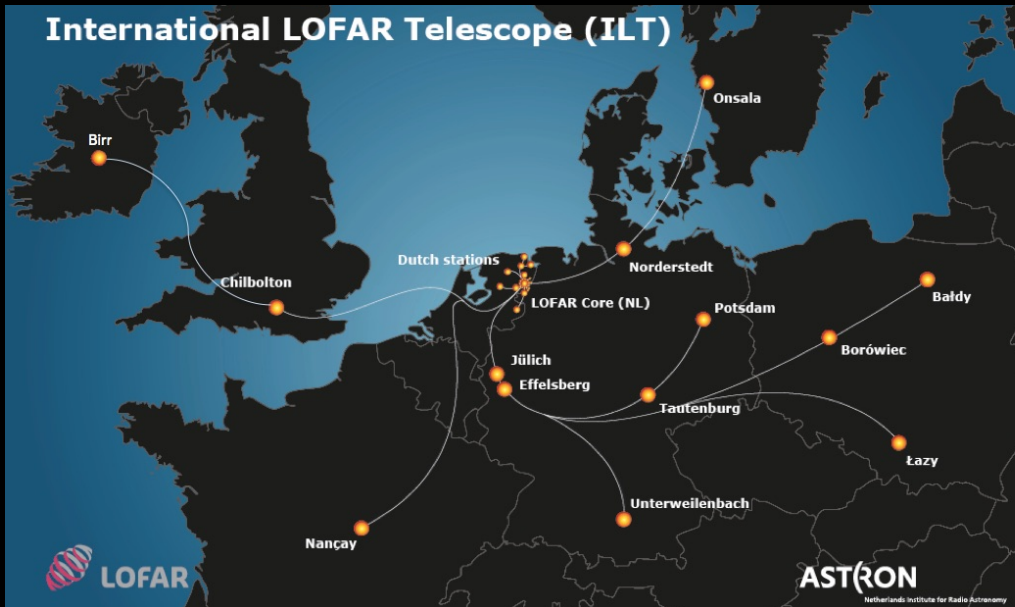 International LOFAR Telescope (ILT)
Onsala
Birr
Dutch stations
Norderstedt
Chilbolton
LOFAR Core (NL)
Bałdy
Potsdam
Borówiec
Jülich
Effelsberg
Tautenburg
Łazy
Unterweilenbach
Nançay
LOFAR
ASTRON
Netherlands Institute for Radio Astronomy